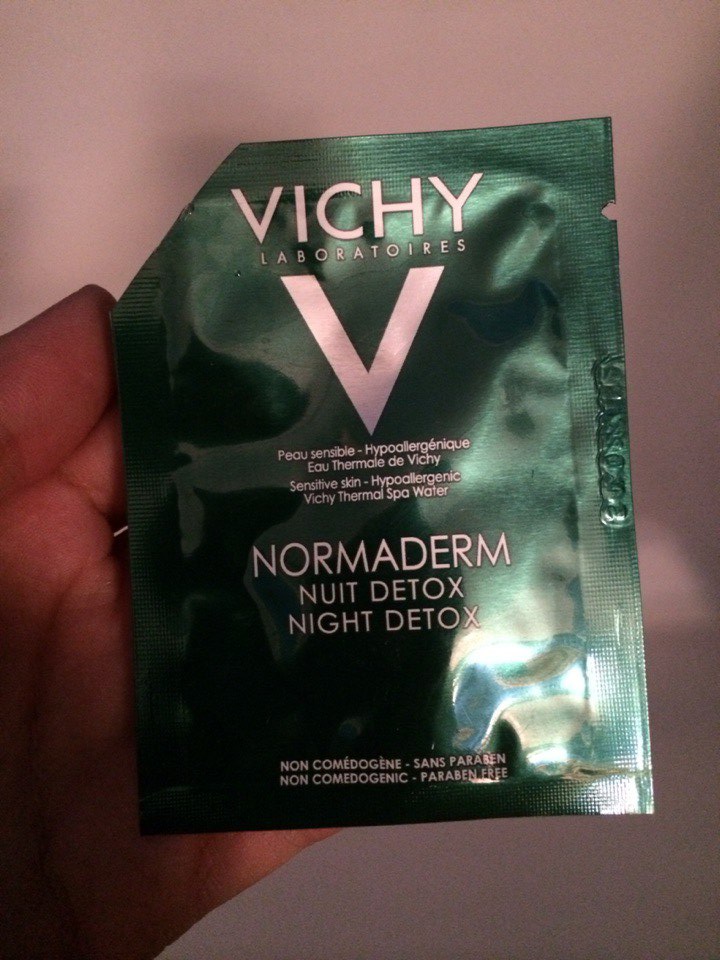 VICHY
LABORATOIRES
V
Peau sensible - Hypoallergénique
Eau Thermale de Vichy
Sensitive skin - Hypoallergenic
Vichy Thermal Spa Water
NORMADERM
NUIT DETOX
NIGHT DETOX
NON COMÉDOGÈNE - SANS PARABEN
NON COMEDOGENIC - PARABEN FREE